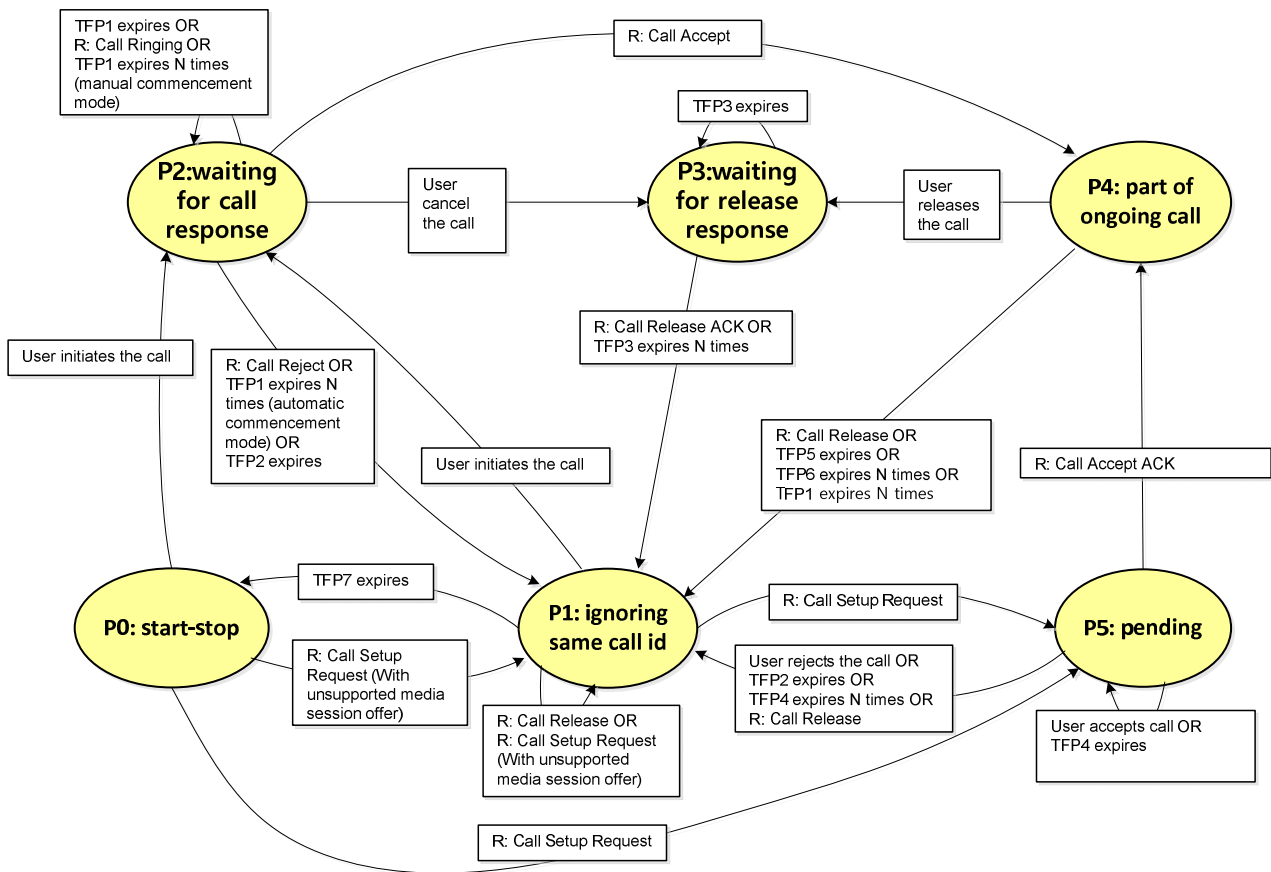 TFP1 expires OR
R: Call Ringing OR
TFP1 expires N times
(manual commencement
mode)
R: Call Accept
TFP3 expires
P2:waiting
for call
response
User
cancel
the call
P3:waiting
for release
response
User
releases
the call
P4: part of
ongoing call
User initiates the call
R: Call Reject OR
TFP1 expires N
times (automatic
commencement
mode) OR
TFP2 expires
R: Call Release ACK OR
TFP3 expires N times
User initiates the call
R: Call Release OR
TFP5 expires OR
TFP6 expires N times OR
TFP1 expires N times
R: Call Accept ACK
P0: start-stop
TFP7 expires
R: Call Setup
Request (With
unsupported media
session offer)
P1: ignoring
same call id
R: Call Setup Request
P5: pending
User rejects the call OR
TFP2 expires OR
TFP4 expires N times OR
R: Call Release
R: Call Release OR
R: Call Setup Request
(With unsupported
media session offer)
User accepts call OR
TFP4 expires
R: Call Setup Request